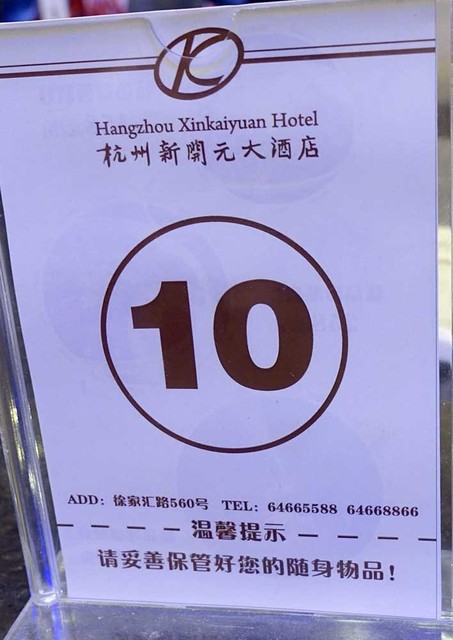 Hangzhou Xinkaiyuan Hotel
杭州新開元大酒店
10
ADD: 徐家汇路560号 TEL: 64665588 64668866
温馨提示
请妥善保管好您的随身物品!